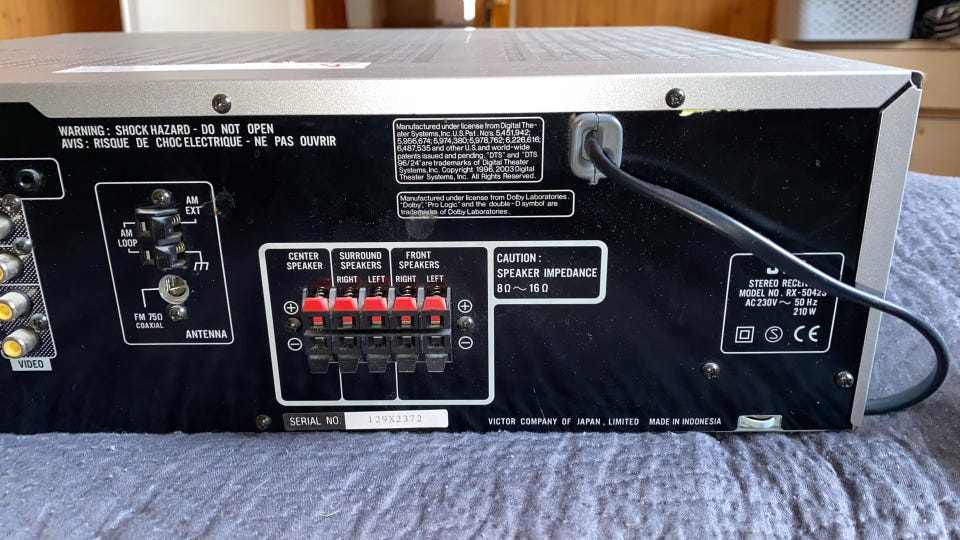 WARNING : SHOCK HAZARD - DO NOT OPEN
AVIS : RISQUE DE CHOC ELECTRIQUE - NE PAS OUVRIR
Manufactured under license from Digital The-
ater Systems, Inc. U.S. Pat. No's. 5,451,942;
5,956,674; 5,974,380; 5,978,762; 6,226,616;
6,487,535 and other U.S. and world-wide
patents issued and pending. "DTS" and "DTS
96/24" are trademarks of Digital Theater
Systems, Inc. Copyright 1996, 2003 Digital
Theater Systems, Inc. All Rights Reserved.
Manufactured under license from Dolby Laboratories.
"Dolby", "Pro Logic" and the double-D symbol are
trademarks of Dolby Laboratories.
AM
EXT
AM
LOOP
FM 75Ω
COAXIAL
ANTENNA
VIDEO
CENTER
SPEAKER
SURROUND
SPEAKERS
RIGHT LEFT
FRONT
SPEAKERS
RIGHT LEFT
+ +
− −
CAUTION :
SPEAKER IMPEDANCE
8Ω ~ 16Ω
STEREO
MODEL NO. RX-5042S
AC 230V ~ 50 Hz
210 W
S CE
SERIAL NO. 129X2372
VICTOR COMPANY OF JAPAN, LIMITED MADE IN INDONESIA